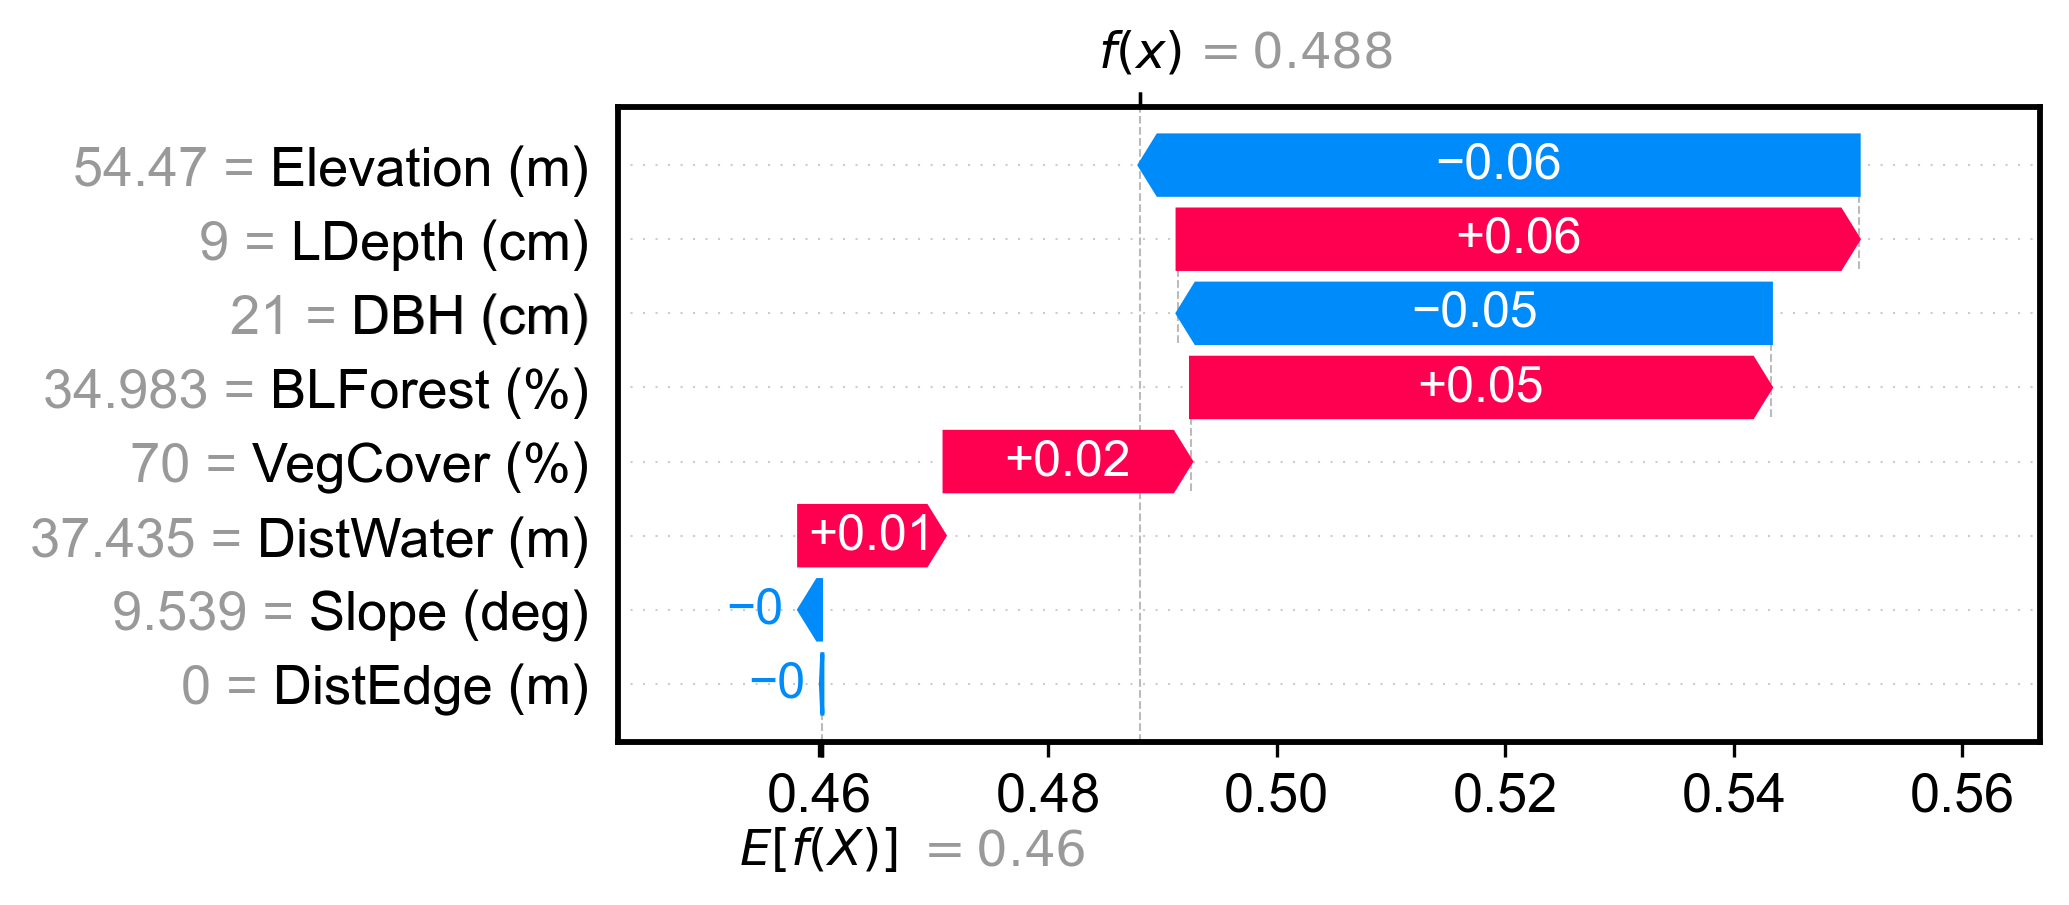 f(x) = 0.488
54.47 = Elevation (m) −0.06
9 = LDepth (cm) +0.06
21 = DBH (cm) −0.05
34.983 = BLForest (%) +0.05
70 = VegCover (%) +0.02
37.435 = DistWater (m) +0.01
9.539 = Slope (deg) −0
0 = DistEdge (m) −0
0.46 0.48 0.50 0.52 0.54 0.56
E[f(X)] = 0.46